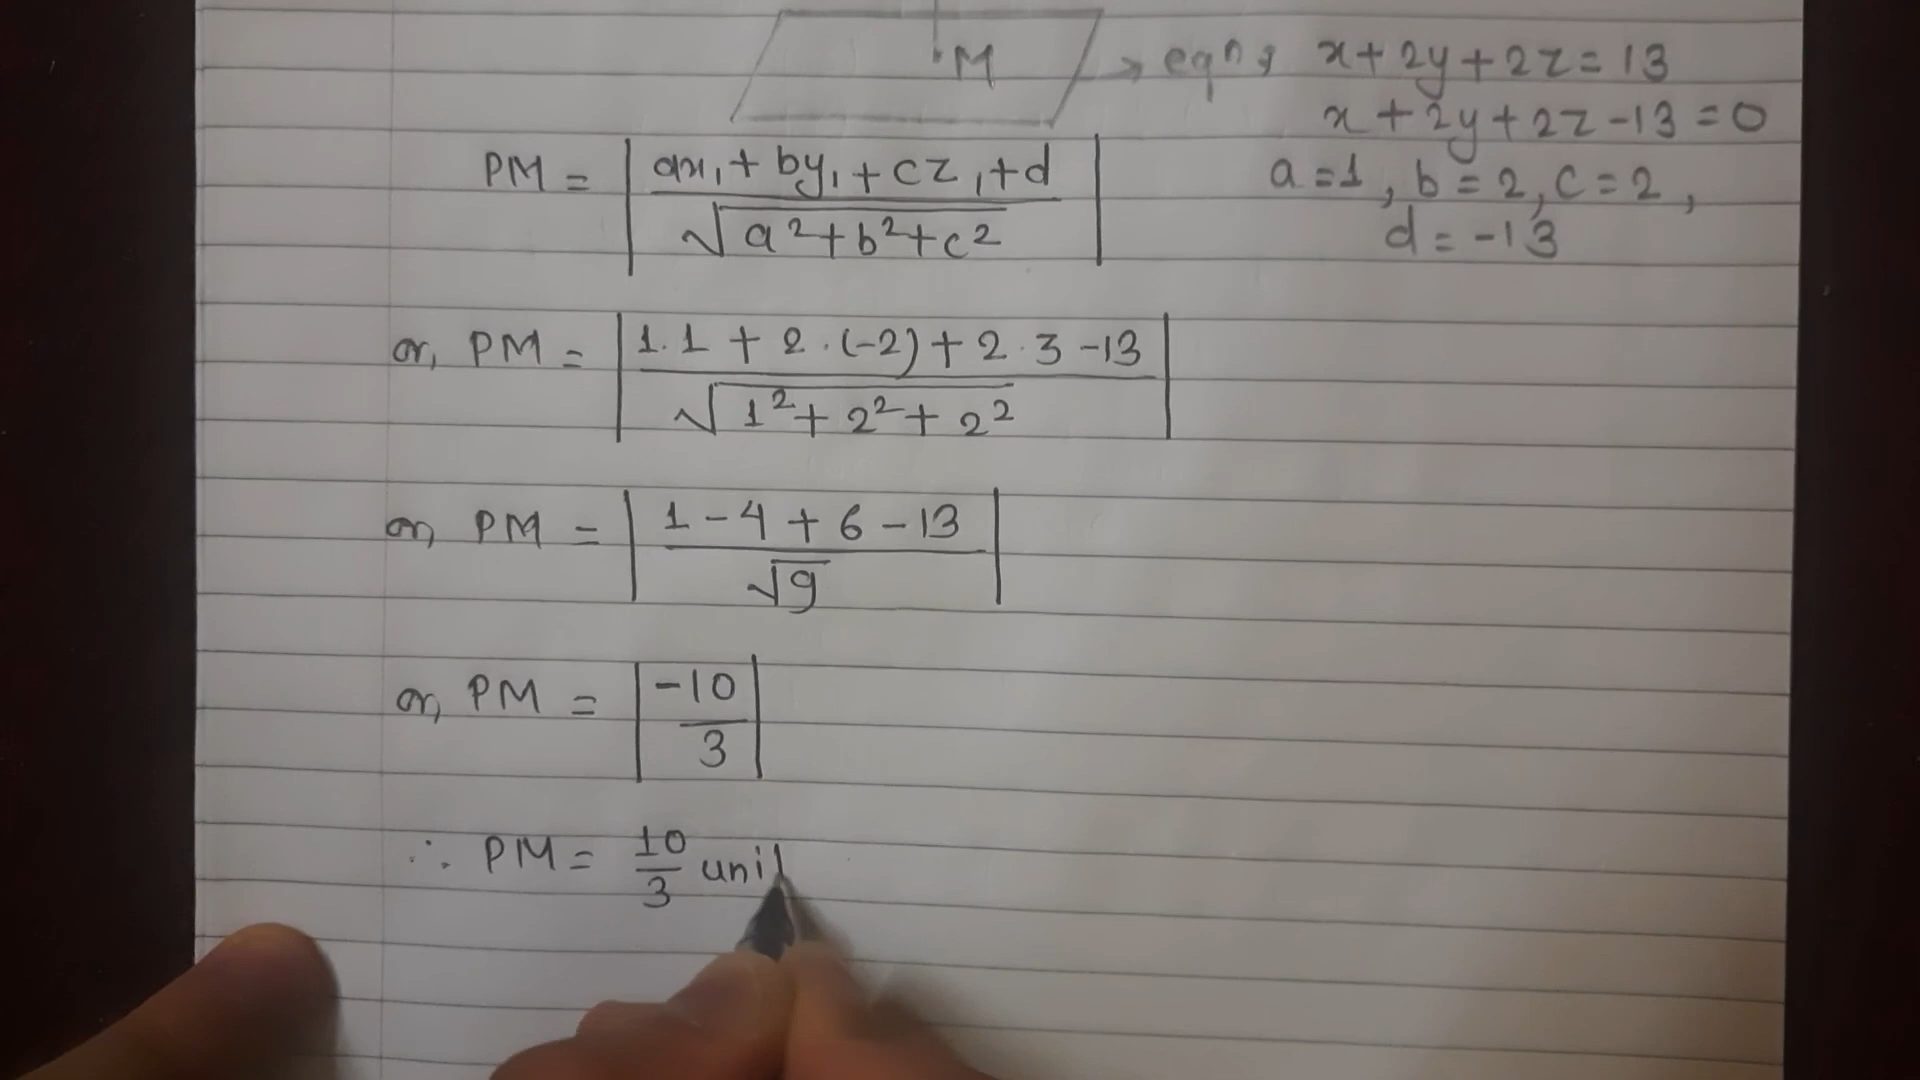 M → eqn, x+2y+2z=13
x+2y+2z-13=0
a=1, b=2, c=2,
d=-13
PM = |ax₁+by₁+cz₁+d / √a²+b²+c²|
or, PM = |1.1+2.(-2)+2.3-13 / √1²+2²+2²|
or, PM = |1-4+6-13 / √9|
or, PM = |-10/3|
∴ PM = 10/3 unit